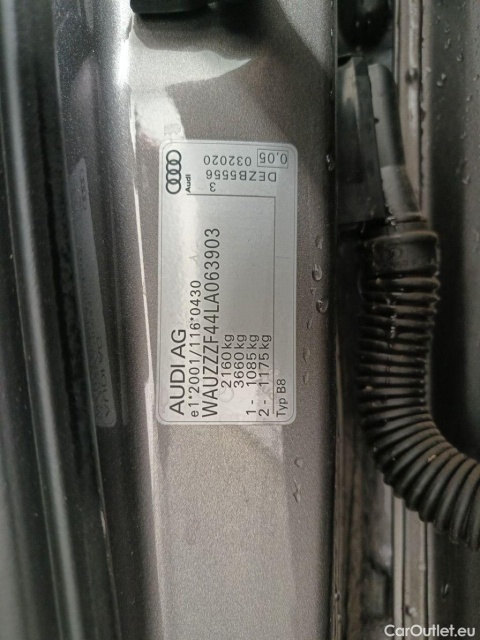 AUDI AG
e1*2001/116*0430
WAUZZZF44LA063903
2160 kg
3660 kg
1 - 1085 kg
2 - 1175 kg
Typ B8
Audi
3
DEZB5556
032020 0,05
CarOutlet.eu